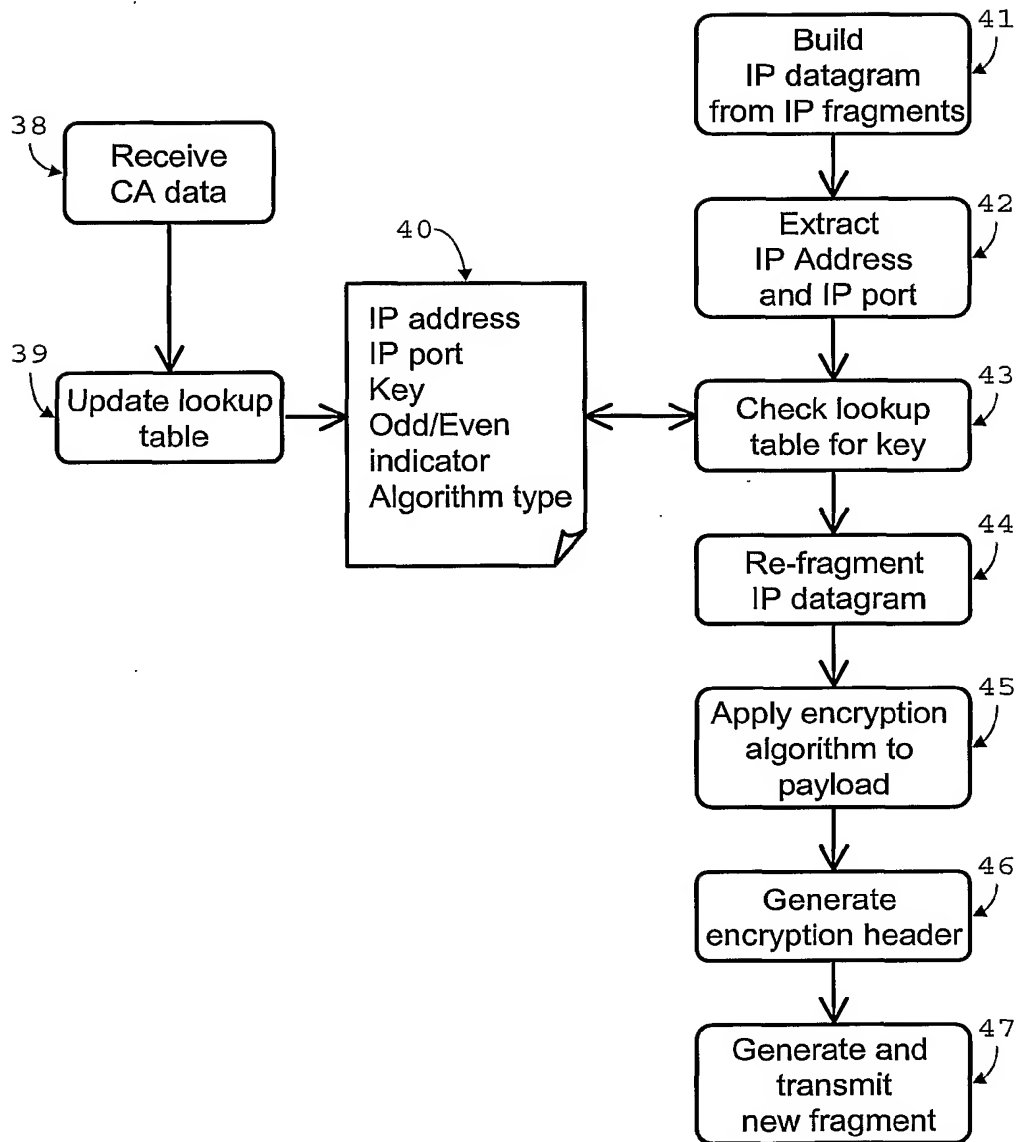 38
Receive
CA data
39
Update lookup
table
40
IP address
IP port
Key
Odd/Even
indicator
Algorithm type
41
Build
IP datagram
from IP fragments
42
Extract
IP Address
and IP port
43
Check lookup
table for key
44
Re-fragment
IP datagram
45
Apply encryption
algorithm to
payload
46
Generate
encryption header
47
Generate and
transmit
new fragment